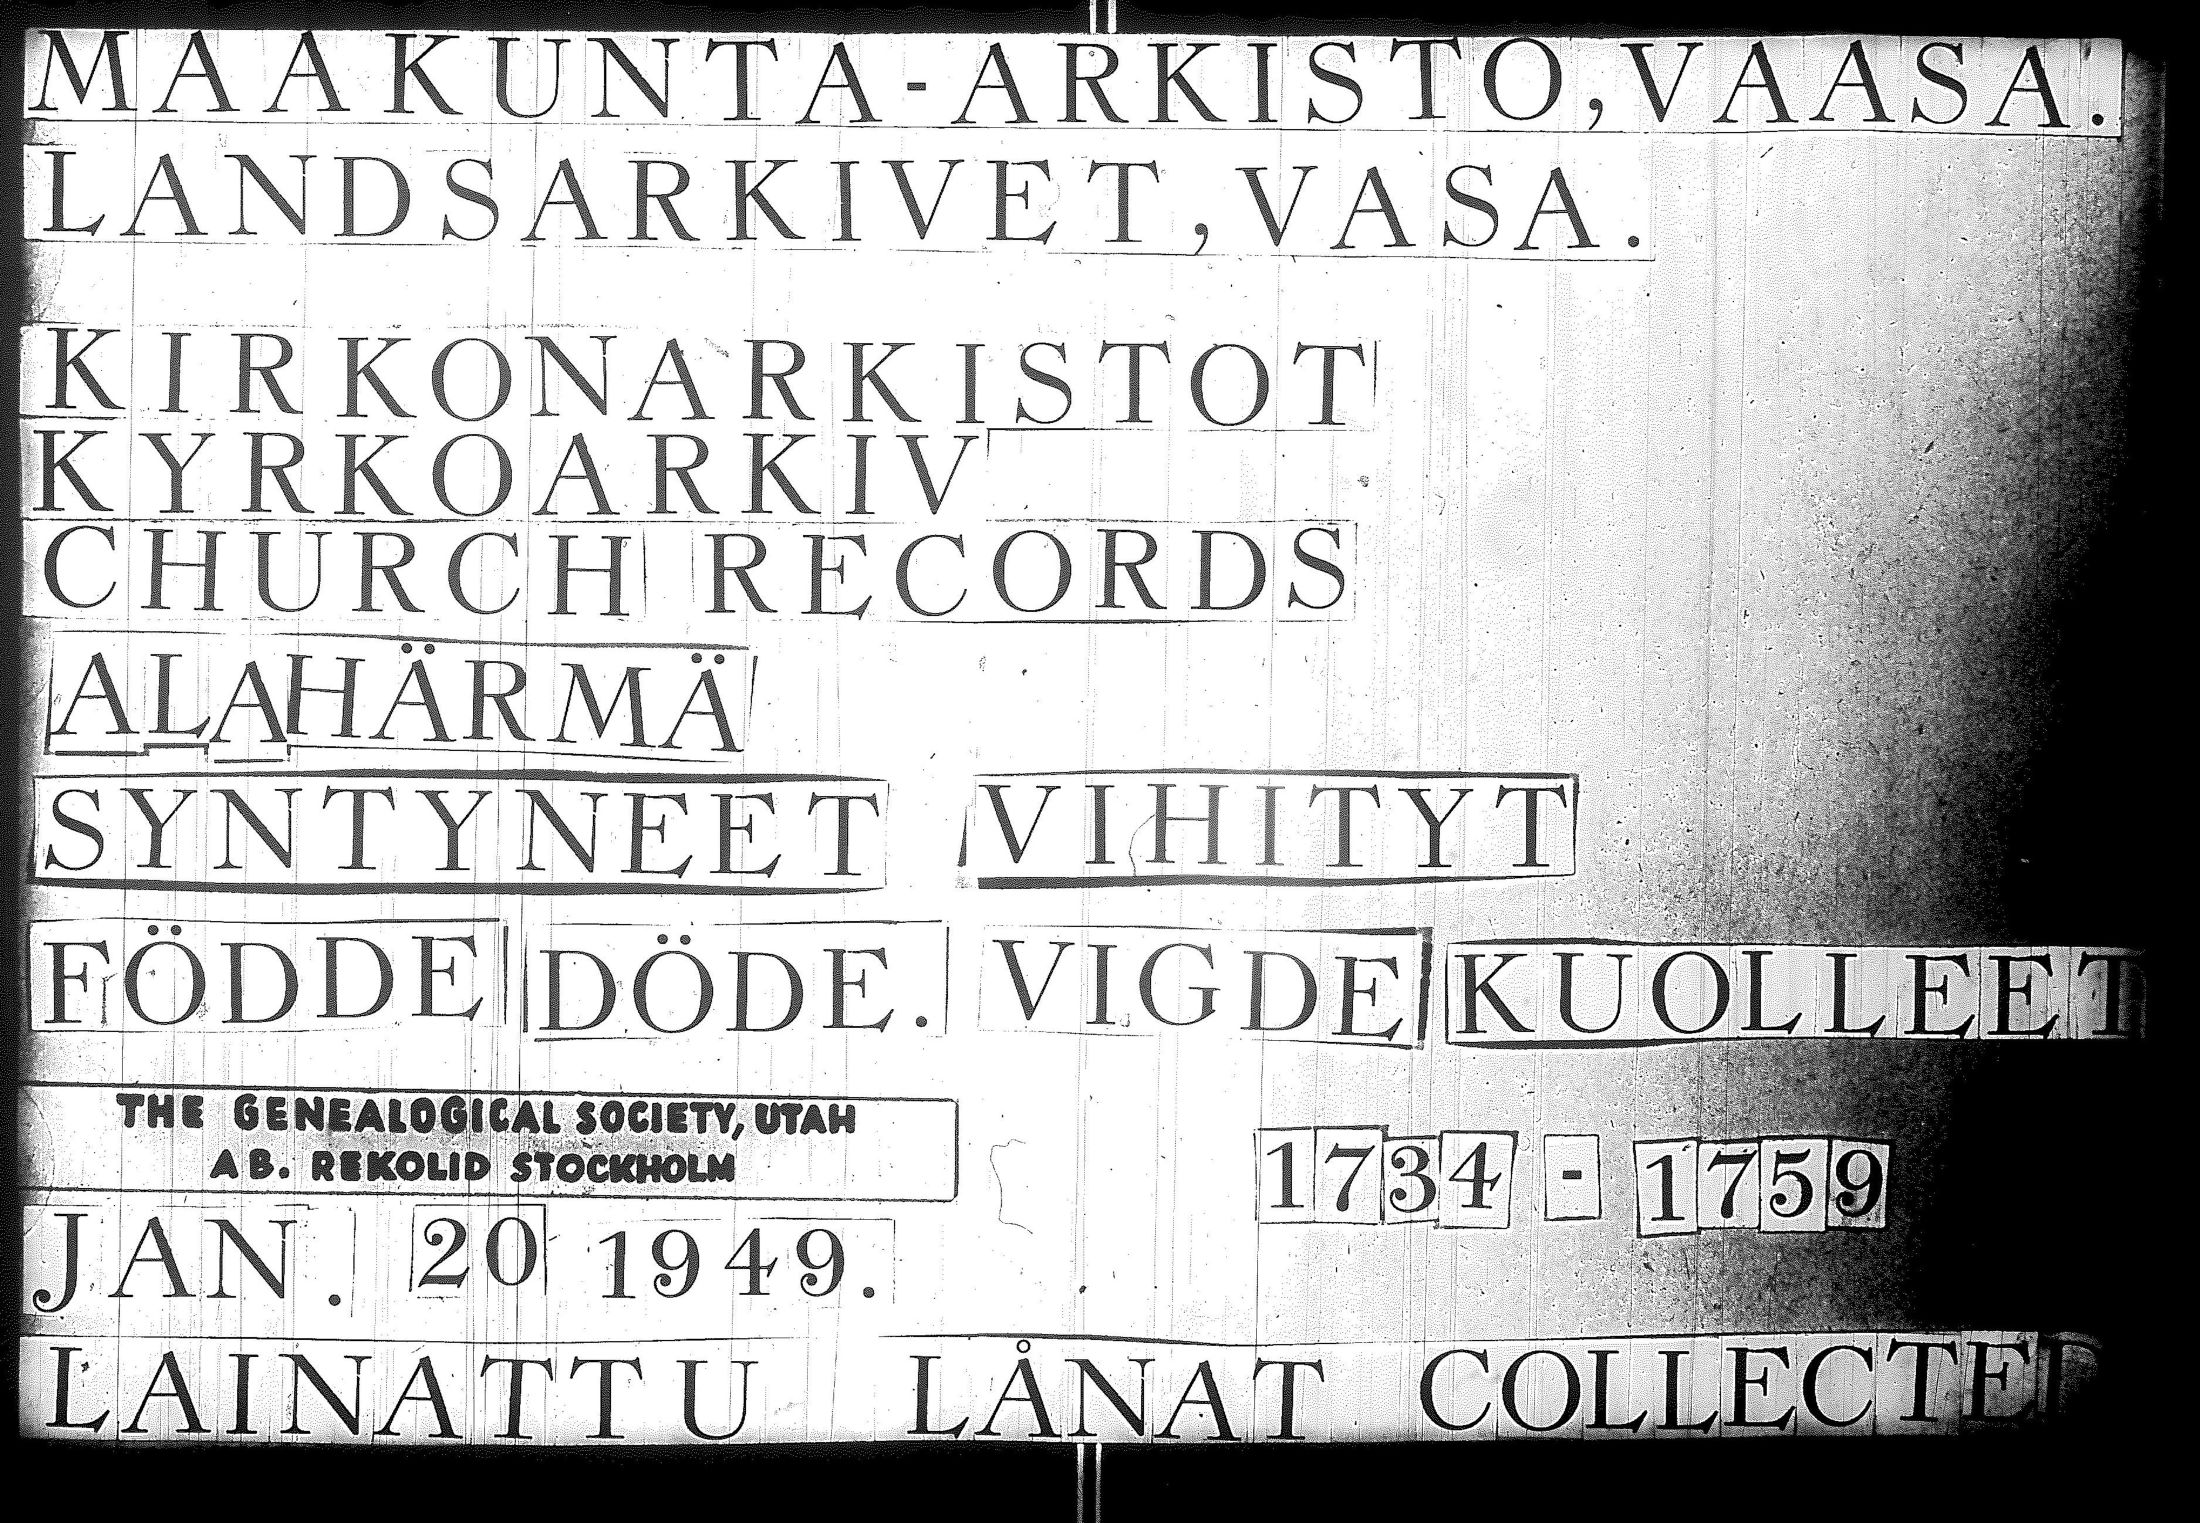 MAAKUNTA-ARKISTO, VAASA.
LANDSARKIVET, VASA.
KIRKONARKISTOT
KYRKOARKIV
CHURCH RECORDS
ALAHÄRMÄ
SYNTYNEET VIHITYT
FÖDDE DÖDE. VIGDE KUOLLEET
THE GENEALOGICAL SOCIETY, UTAH
AB. REKOLID STOCKHOLM
1734 - 1759
JAN. 20 1949.
LAINATTU LÅNAT COLLECTED